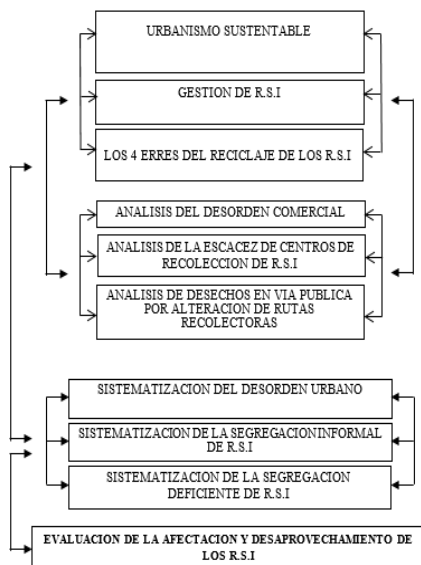 URBANISMO SUSTENTABLE
GESTION DE R.S.I
LOS 4 ERRES DEL RECICLAJE DE LOS R.S.I
ANALISIS DEL DESORDEN COMERCIAL
ANALISIS DE LA ESCACEZ DE CENTROS DE
RECOLECCION DE R.S.I
ANALISIS DE DESECHOS EN VIA PUBLICA
POR ALTERACION DE RUTAS
RECOLECTORAS
SISTEMATIZACION DEL DESORDEN URBANO
SISTEMATIZACION DE LA SEGREGACION INFORMAL
DE R.S.I
SISTEMATIZACION DE LA SEGREGACION
DEFICIENTE DE R.S.I
EVALUACION DE LA AFECTACION Y DESAPROVECHAMIENTO DE
LOS R.S.I